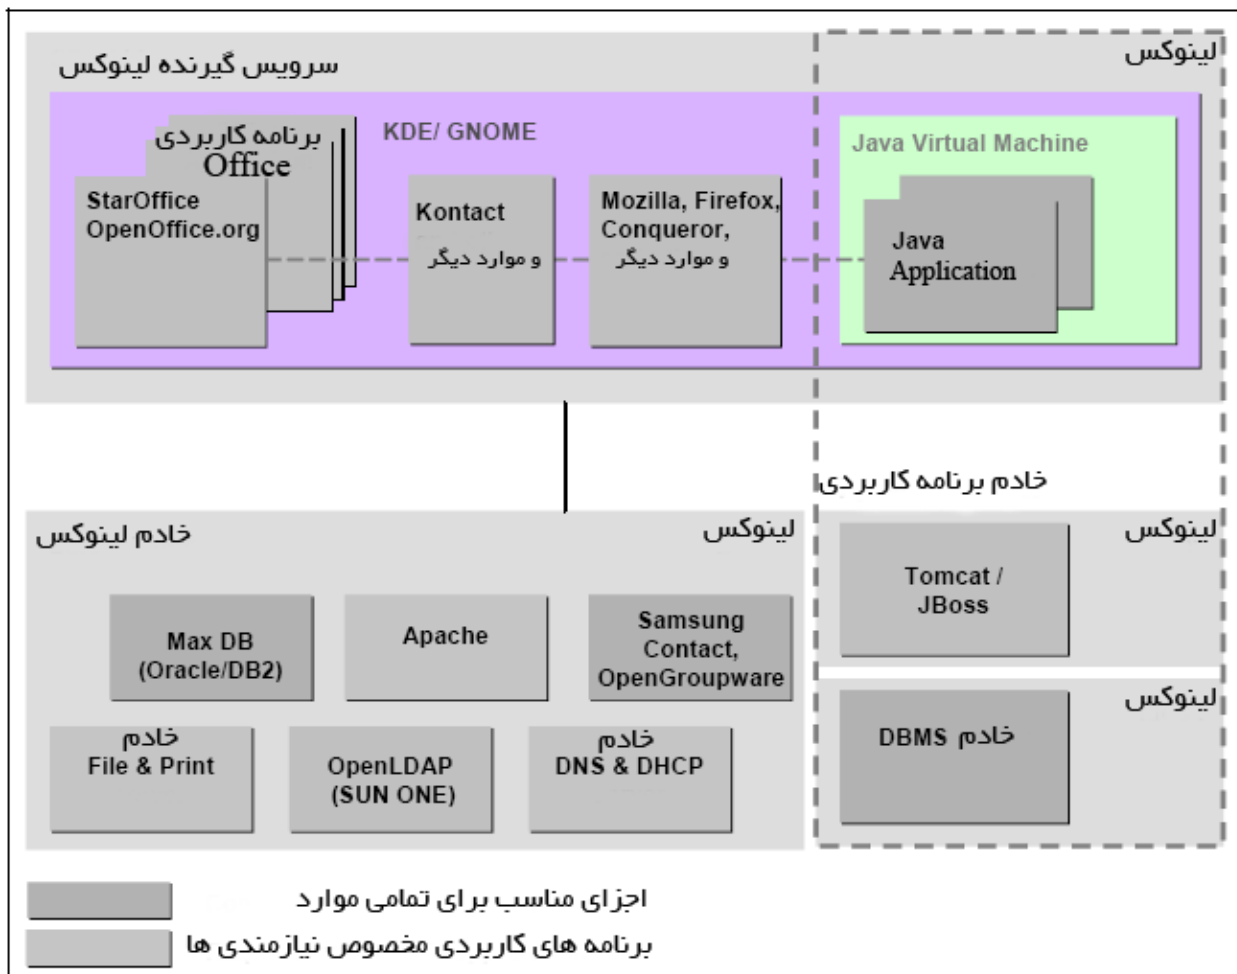 لینوکس
سرویس گیرنده لینوکس
KDE/ GNOME
برنامه کاربردی
Office
StarOffice
OpenOffice.org
Kontact
و موارد دیگر
Mozilla, Firefox,
Conqueror,
و موارد دیگر
Java Virtual Machine
Java
Application
خادم برنامه کاربردی
خادم لینوکس
لینوکس
Max DB
(Oracle/DB2)
Apache
Samsung
Contact,
OpenGroupware
خادم
File & Print
OpenLDAP
(SUN ONE)
خادم
DNS & DHCP
لینوکس
Tomcat /
JBoss
لینوکس
خادم DBMS
اجزای مناسب برای تمامی موارد
برنامه های کاربردی مخصوص نیازمندی ها